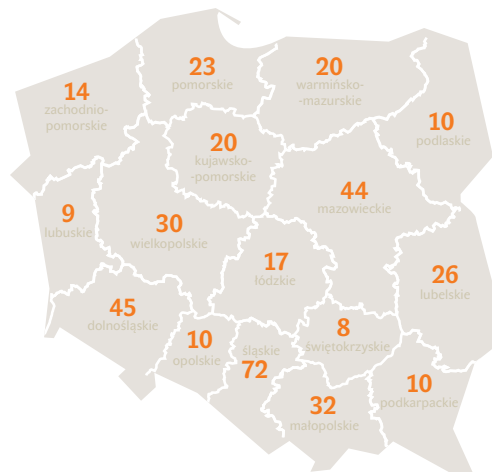 23
pomorskie
20
warmińsko-
-mazurskie
14
zachodnio-
pomorskie
10
podlaskie
20
kujawsko-
-pomorskie
44
mazowieckie
9
lubuskie
30
wielkopolskie
17
łódzkie
26
lubelskie
45
dolnośląskie
10
opolskie
śląskie
72
8
świętokrzyskie
10
podkarpackie
32
małopolskie